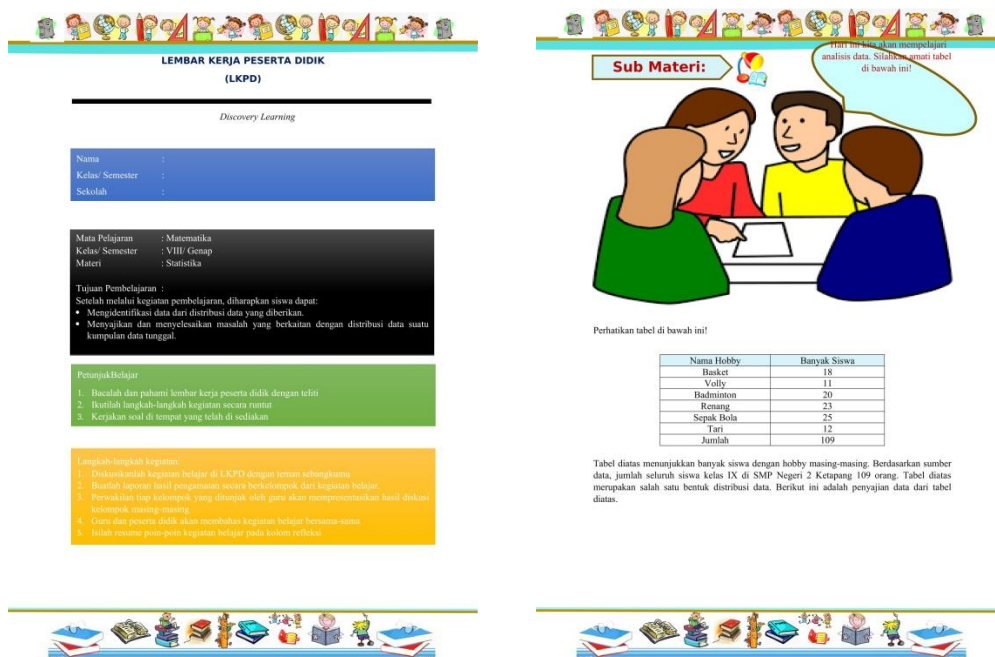 LEMBAR KERJA PESERTA DIDIK
(LKPD)
Discovery Learning
Nama :
Kelas/ Semester :
Sekolah :
Mata Pelajaran : Matematika
Kelas/ Semester : VIII/ Genap
Materi : Statistika
Tujuan Pembelajaran :
Setelah melalui kegiatan pembelajaran, diharapkan siswa dapat:
• Mengidentifikasi data dari distribusi data yang diberikan.
• Menyajikan dan menyelesaikan masalah yang berkaitan dengan distribusi data suatu
kumpulan data tunggal.
PetunjukBelajar
1. Bacalah dan pahami lembar kerja peserta didik dengan teliti
2. Ikutilah langkah-langkah kegiatan secara runtut
3. Kerjakan soal di tempat yang telah di sediakan
Langkah-langkah kegiatan:
1. Diskusikanlah kegiatan belajar di LKPD dengan teman sebangkumu
2. Buatlah laporan hasil pengamatan secara berkelompok dari kegiatan belajar.
3. Perwakilan tiap kelompok yang ditunjuk oleh guru akan mempresentasikan hasil diskusi
kelompok masing-masing
4. Guru dan peserta didik akan membahas kegiatan belajar bersama-sama.
5. Isilah resume poin-poin kegiatan belajar pada kolom refleksi
Hari ini kita akan mempelajari
analisis data. Silahkan amati tabel
di bawah ini!
Sub Materi:
Perhatikan tabel di bawah ini!
Nama Hobby Banyak Siswa
Basket 18
Volly 11
Badminton 20
Renang 23
Sepak Bola 25
Tari 12
Jumlah 109
Tabel diatas menunjukkan banyak siswa dengan hobby masing-masing. Berdasarkan sumber
data, jumlah seluruh siswa kelas IX di SMP Negeri 2 Ketapang 109 orang. Tabel diatas
merupakan salah satu bentuk distribusi data. Berikut ini adalah penyajian data dari tabel
diatas.